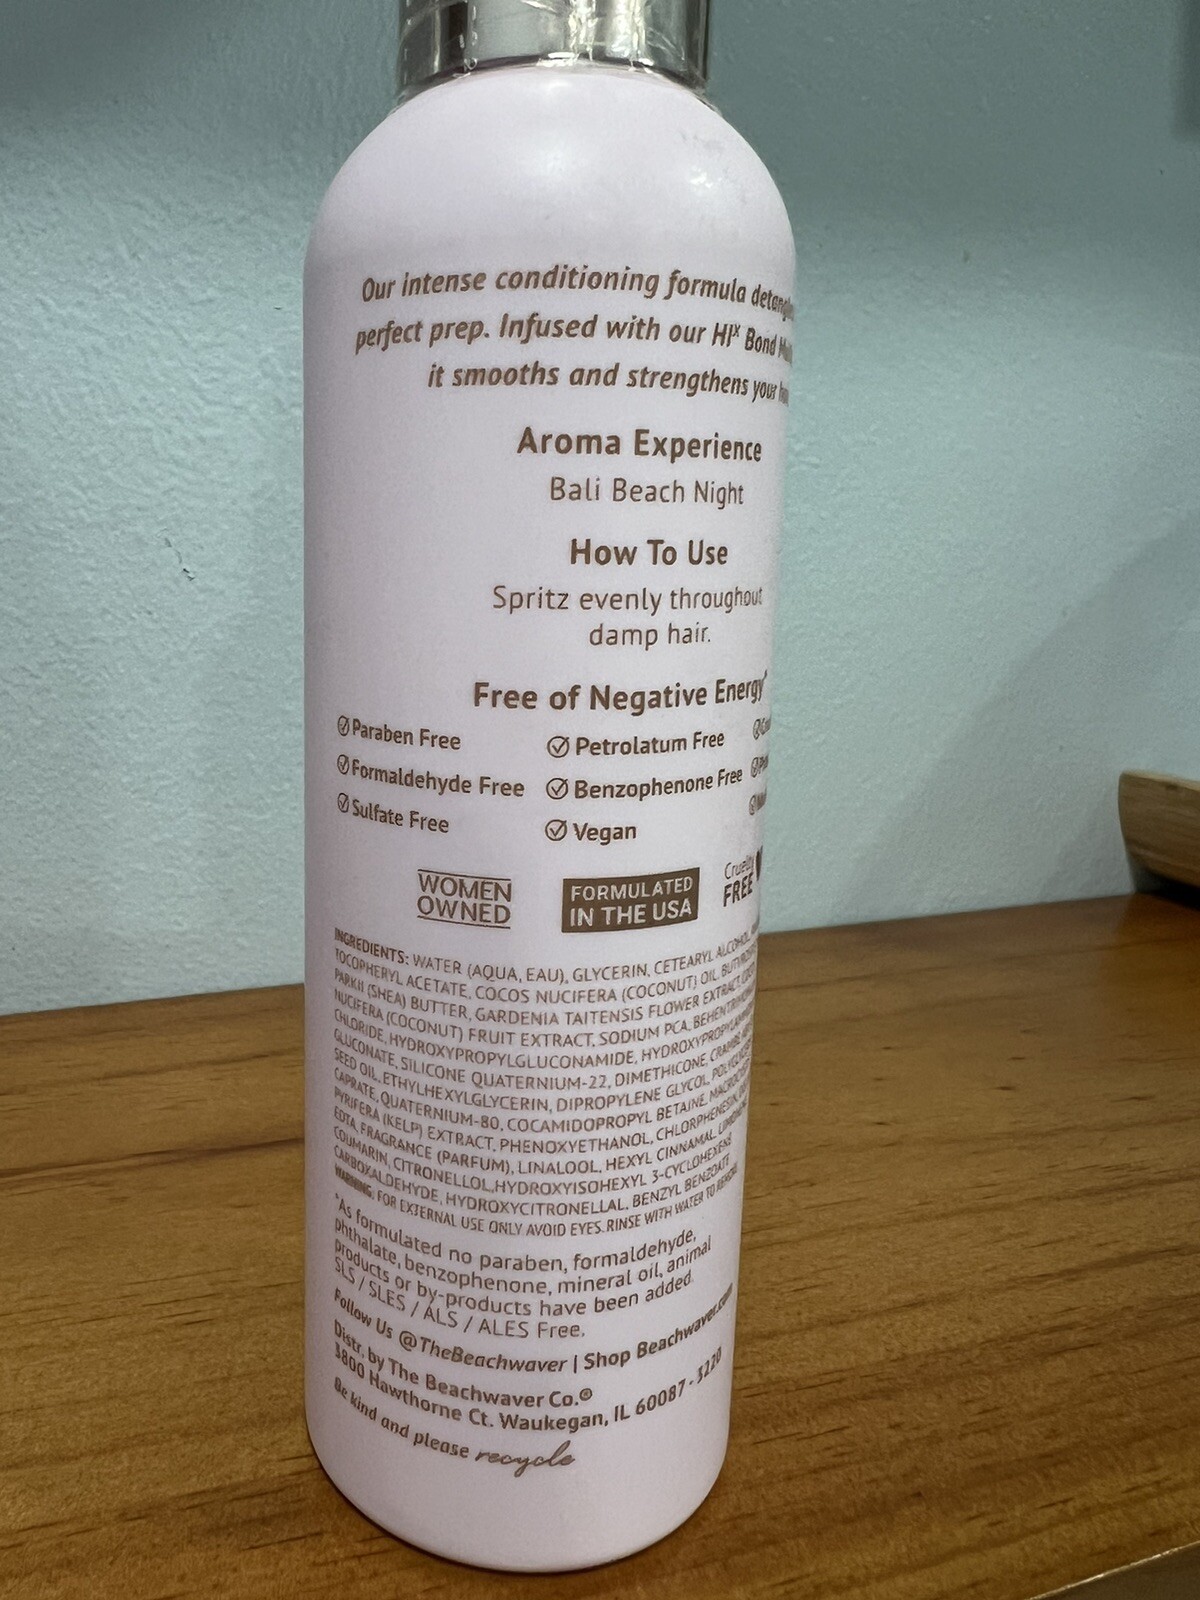 Our intense conditioning formula
perfect prep. Infused with our HIˣ Bond
it smooths and strengthens your
Aroma Experience
Bali Beach Night
How To Use
Spritz evenly throughout
damp hair.
Free of Negative Energy*
Paraben Free Petrolatum Free
Formaldehyde Free Benzophenone Free
Sulfate Free Vegan
WOMEN
OWNED
FORMULATED
IN THE USA
Cruelty
FREE
INGREDIENTS: WATER (AQUA, EAU), GLYCERIN, CETEARYL ALCOHOL,
TOCOPHERYL ACETATE, COCOS NUCIFERA (COCONUT) OIL,
PARKII (SHEA) BUTTER, GARDENIA TAITENSIS FLOWER EXTRACT,
NUCIFERA (COCONUT) FRUIT EXTRACT, SODIUM PCA,
CHLORIDE, HYDROXYPROPYLGLUCONAMIDE,
GLUCONATE, SILICONE QUATERNIUM-22, DIMETHICONE, CRAMBE
SEED OIL, ETHYLHEXYLGLYCERIN, DIPROPYLENE GLYCOL,
CAPRATE, QUATERNIUM-80, COCAMIDOPROPYL BETAINE,
PYRIFERA (KELP) EXTRACT, PHENOXYETHANOL, CHLORPHENESIN,
EDTA, FRAGRANCE (PARFUM), LINALOOL, HEXYL CINNAMAL,
COUMARIN, CITRONELLOL,HYDROXYISOHEXYL 3-CYCLOHEXENE
CARBOXALDEHYDE, HYDROXYCITRONELLAL, BENZYL BENZOATE
WARNING: FOR EXTERNAL USE ONLY AVOID EYES. RINSE WITH WATER TO REMOVE
*As formulated no paraben, formaldehyde,
phthalate, benzophenone, mineral oil, animal
products or by-products have been added.
SLS / SLES / ALS / ALES Free.
Follow Us @TheBeachwaver | Shop Beachwaver.com
Distr. by The Beachwaver Co.®
3800 Hawthorne Ct. Waukegan, IL 60087 - 3220
Be kind and please recycle